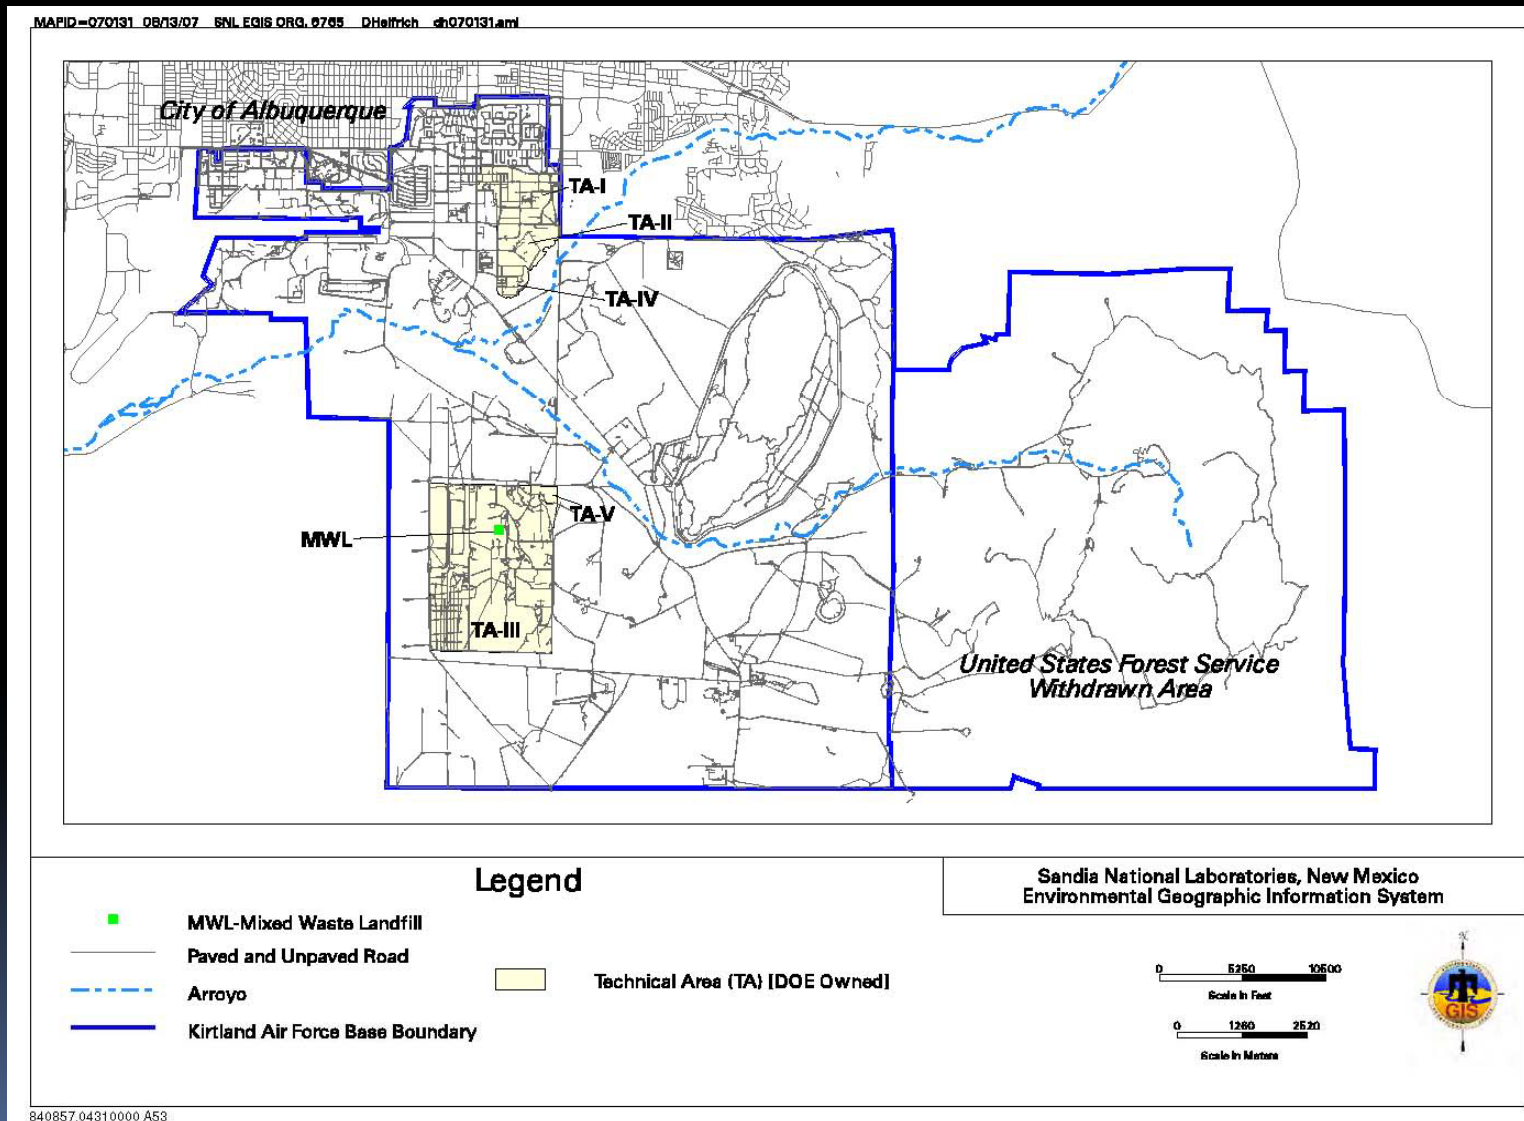 MAPID=070131 08/13/07 SNL EGIS ORG. 6765 DHelfrich dh070131.aml
City of Albuquerque
TA-I
TA-II
TA-IV
TA-V
MWL
TA-III
United States Forest Service
Withdrawn Area
Legend
MWL-Mixed Waste Landfill
Paved and Unpaved Road
Arroyo
Kirtland Air Force Base Boundary
Technical Area (TA) [DOE Owned]
Sandia National Laboratories, New Mexico
Environmental Geographic Information System
0 5250 10500
Scale in Feet
0 1260 2520
Scale in Meters
GIS
840857.04310000 A53